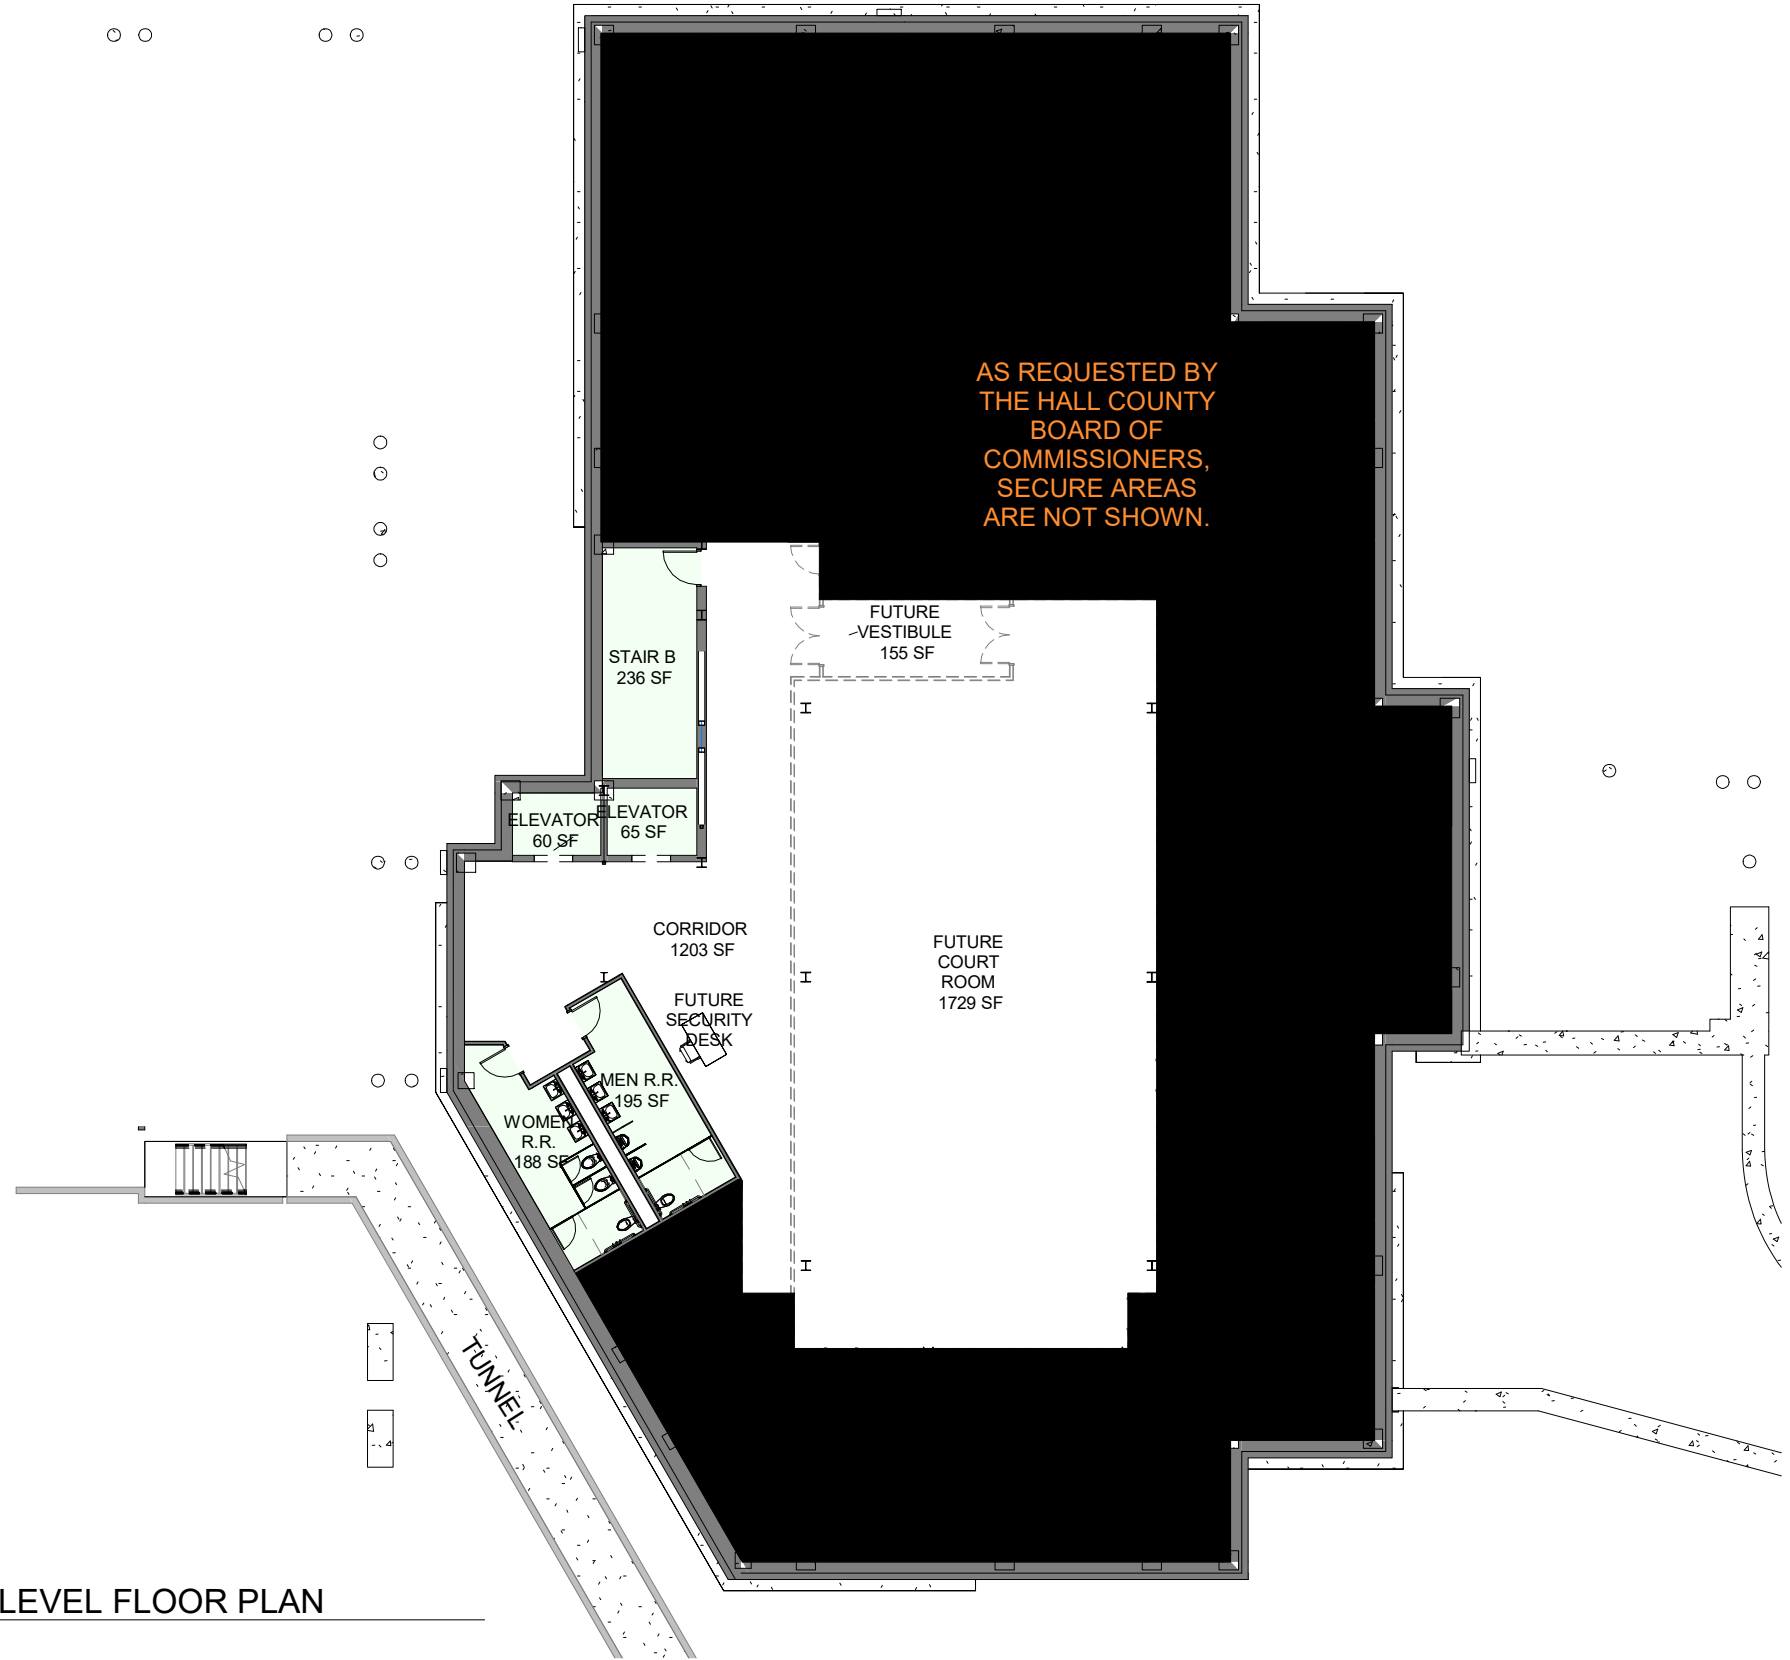 AS REQUESTED BY
THE HALL COUNTY
BOARD OF
COMMISSIONERS,
SECURE AREAS
ARE NOT SHOWN.
FUTURE
VESTIBULE
155 SF
STAIR B
236 SF
ELEVATOR
60 SF
ELEVATOR
65 SF
CORRIDOR
1203 SF
FUTURE
COURT
ROOM
1729 SF
FUTURE
SECURITY
DESK
MEN R.R.
195 SF
WOMEN
R.R.
188 SF
TUNNEL
LEVEL FLOOR PLAN